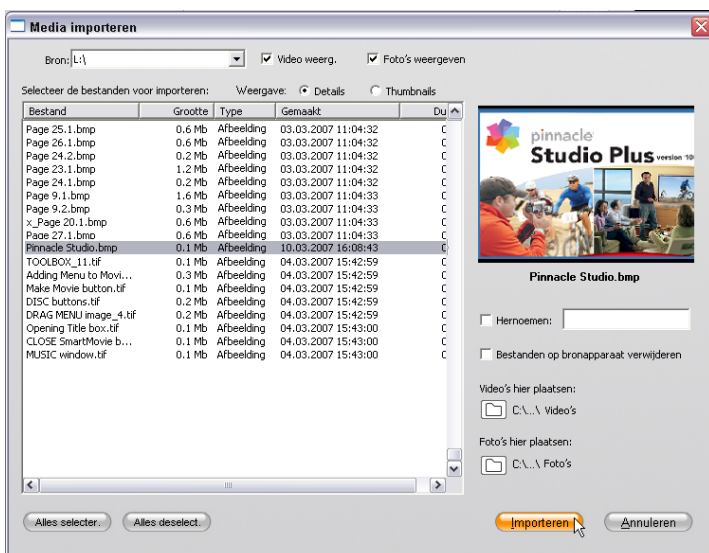 Media importeren
Bron: L:\ Video weerg. Foto's weergeven
Selecteer de bestanden voor importeren: Weergave: Details Thumbnails
Bestand Grootte Type Gemaakt Du
Page 25.1.bmp 0.6 Mb Afbeelding 03.03.2007 11:04:32
Page 26.1.bmp 0.6 Mb Afbeelding 03.03.2007 11:04:32
Page 24.2.bmp 0.2 Mb Afbeelding 03.03.2007 11:04:32
Page 23.1.bmp 1.2 Mb Afbeelding 03.03.2007 11:04:32
Page 24.1.bmp 0.2 Mb Afbeelding 03.03.2007 11:04:32
Page 9.1.bmp 1.6 Mb Afbeelding 03.03.2007 11:04:33
Page 9.2.bmp 0.3 Mb Afbeelding 03.03.2007 11:04:33
x_Page 20.1.bmp 0.6 Mb Afbeelding 03.03.2007 11:04:33
Page 27.1.bmp 0.6 Mb Afbeelding 03.03.2007 11:04:33
Pinnacle Studio.bmp 0.1 Mb Afbeelding 10.03.2007 16:08:43
TOOLBOX_11.tif 0.1 Mb Afbeelding 04.03.2007 15:42:59
Adding Menu to Movi... 0.3 Mb Afbeelding 04.03.2007 15:42:59
Make Movie button.tif 0.1 Mb Afbeelding 04.03.2007 15:42:59
DISC buttons.tif 0.2 Mb Afbeelding 04.03.2007 15:42:59
DRAG MENU image_4.tif 0.2 Mb Afbeelding 04.03.2007 15:42:59
Opening Title box.tif 0.1 Mb Afbeelding 04.03.2007 15:43:00
CLOSE SmartMovie b... 0.1 Mb Afbeelding 04.03.2007 15:43:00
MUSIC window.tif 0.1 Mb Afbeelding 04.03.2007 15:43:00
Alles selecter. Alles deselect.
pinnacle
Studio Plus version 10
Pinnacle Studio.bmp
Hernoemen:
Bestanden op bronapparaat verwijderen
Video's hier plaatsen:
C:\...\ Video's
Foto's hier plaatsen:
C:\...\ Foto's
Importeren Annuleren